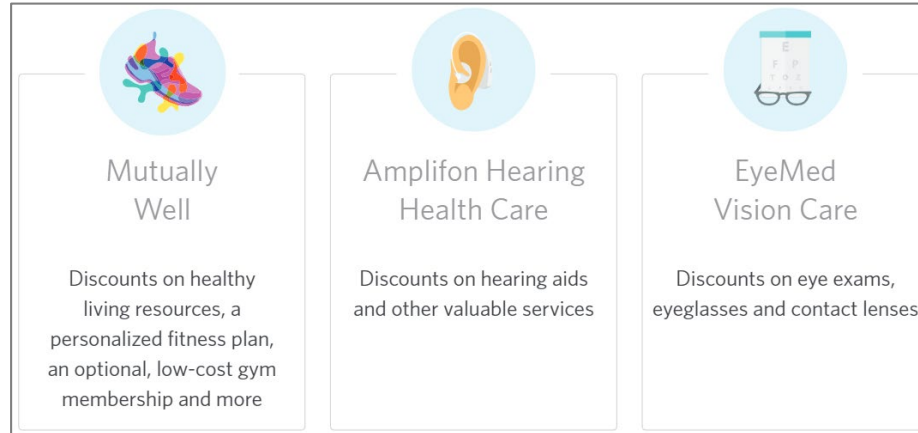 Mutually
Well
Discounts on healthy
living resources, a
personalized fitness plan,
an optional, low-cost gym
membership and more
Amplifon Hearing
Health Care
Discounts on hearing aids
and other valuable services
E
F P
T O Z
EyeMed
Vision Care
Discounts on eye exams,
eyeglasses and contact lenses